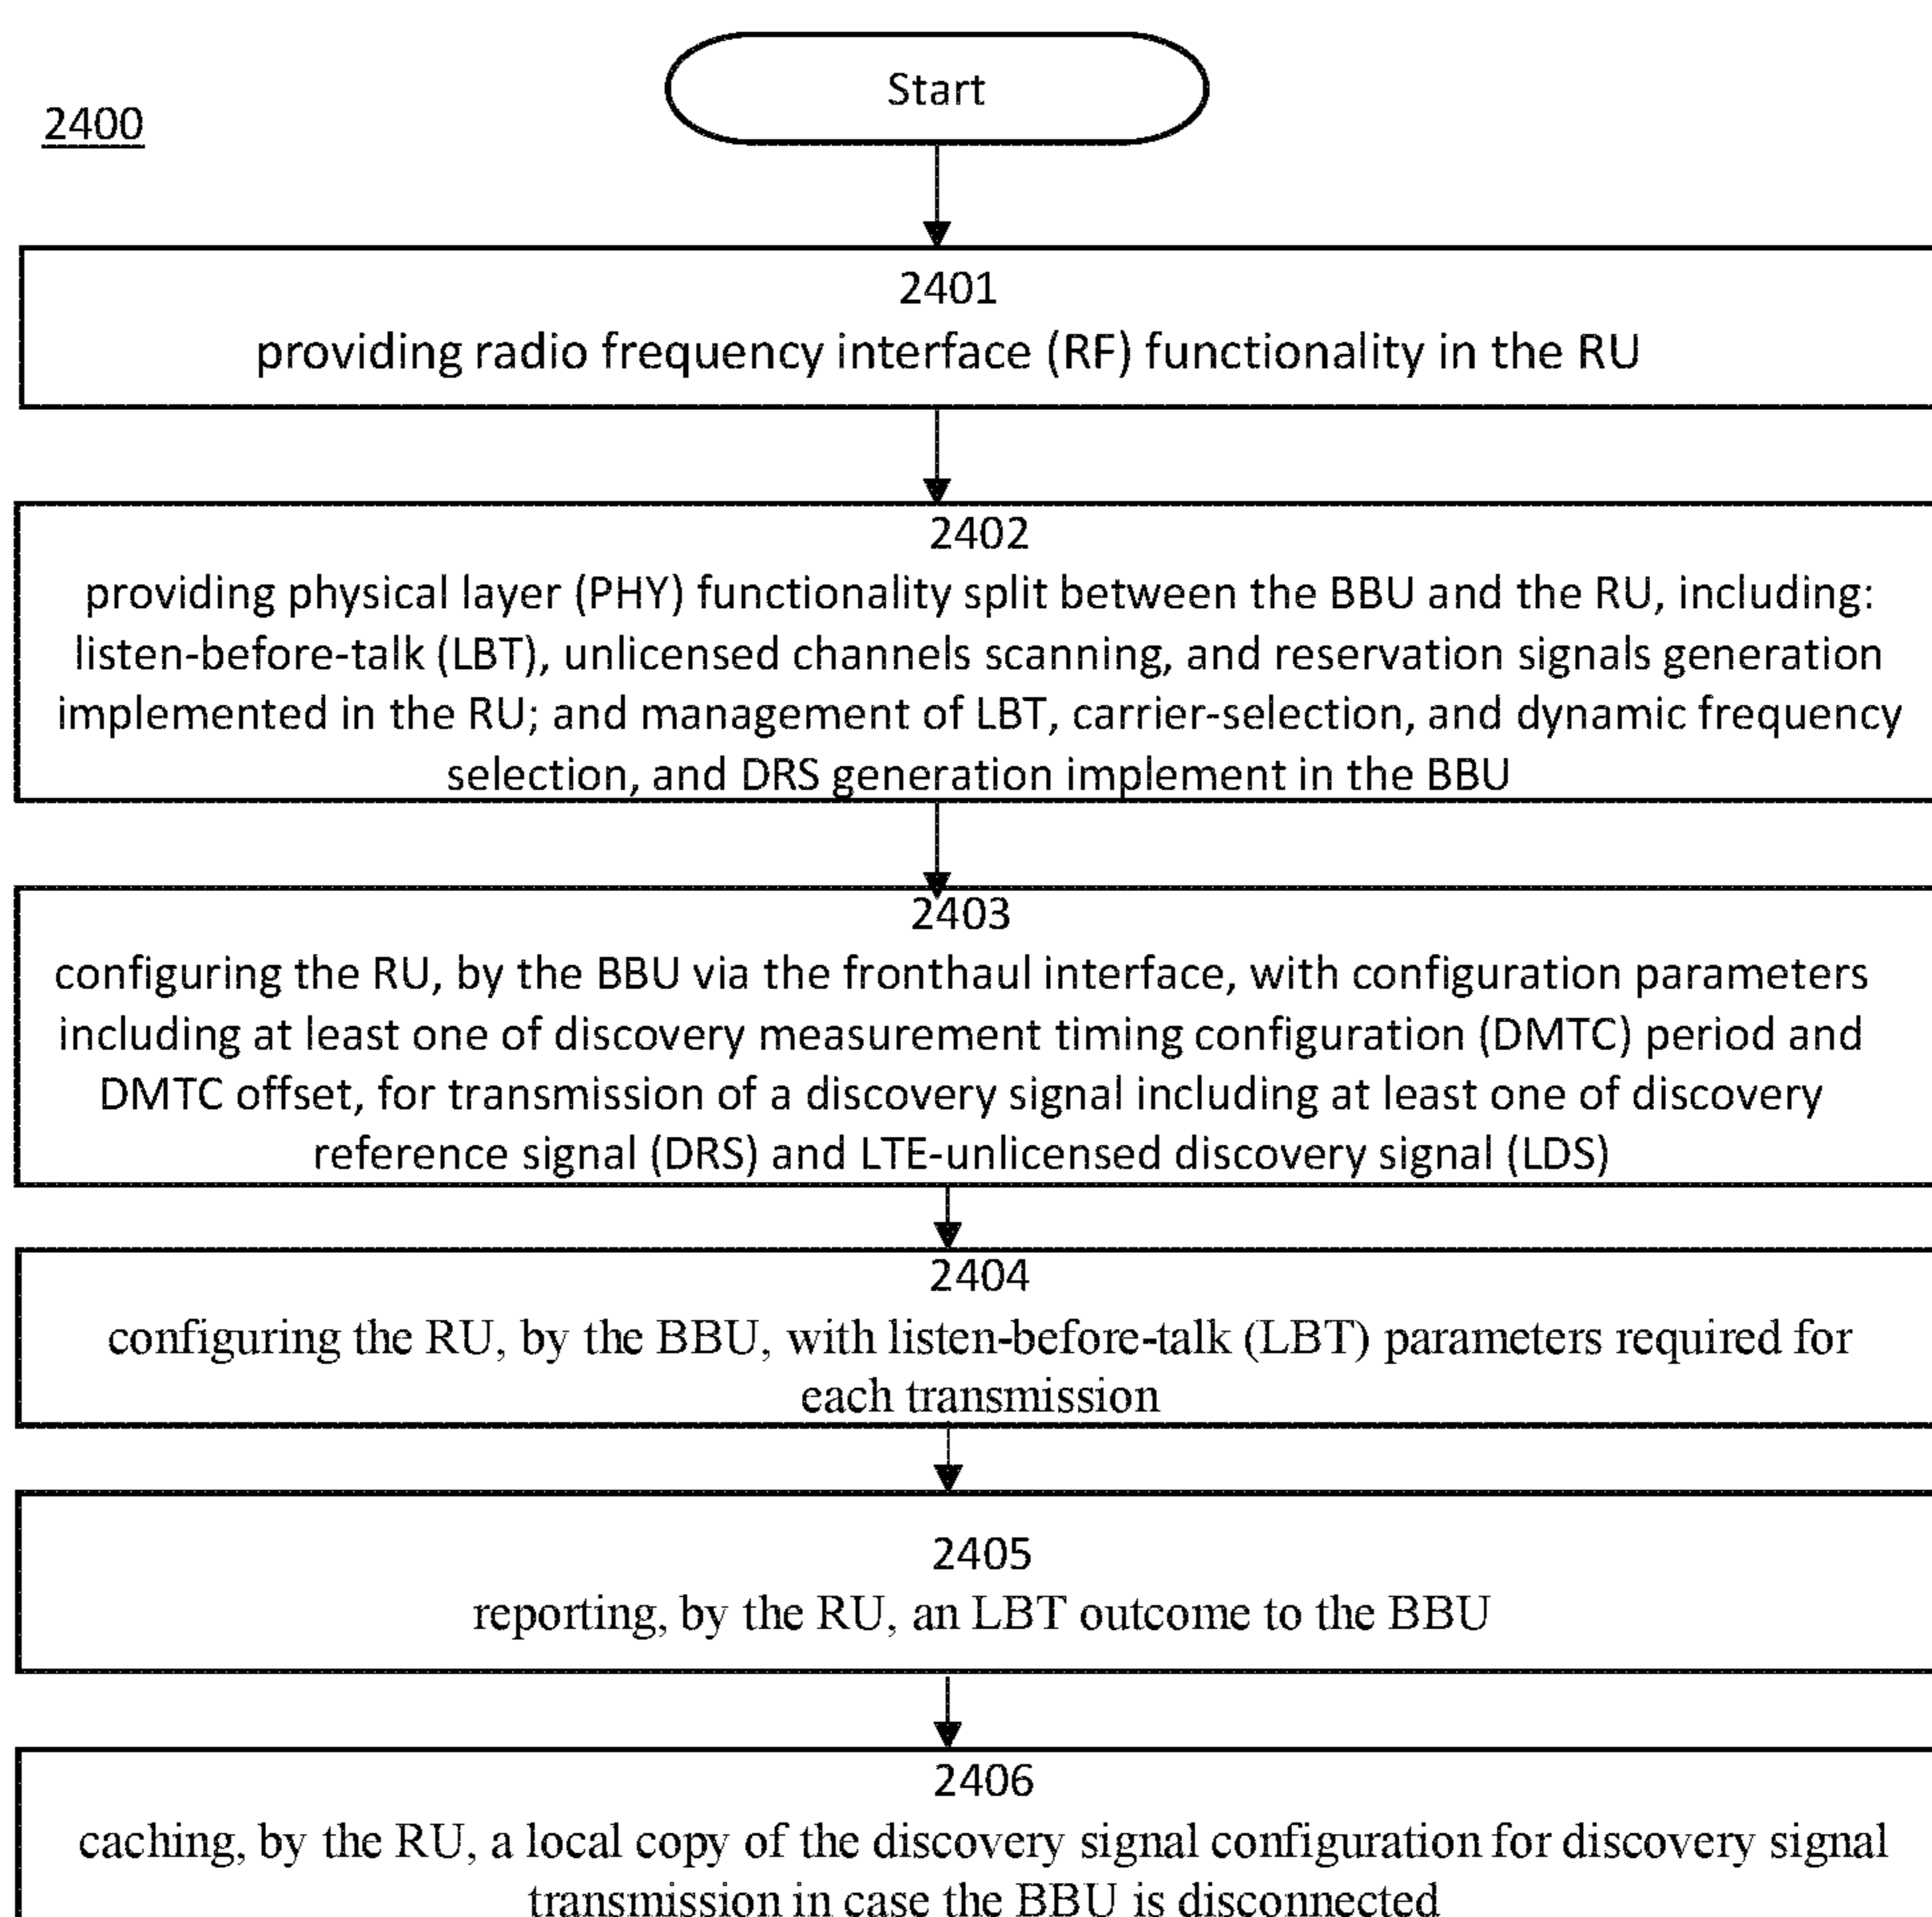 Start
2400
2401
providing radio frequency interface (RF) functionality in the RU
2402
providing physical layer (PHY) functionality split between the BBU and the RU, including:
listen-before-talk (LBT), unlicensed channels scanning, and reservation signals generation
implemented in the RU; and management of LBT, carrier-selection, and dynamic frequency
selection, and DRS generation implement in the BBU
2403
configuring the RU, by the BBU via the fronthaul interface, with configuration parameters
including at least one of discovery measurement timing configuration (DMTC) period and
DMTC offset, for transmission of a discovery signal including at least one of discovery
reference signal (DRS) and LTE-unlicensed discovery signal (LDS)
2404
configuring the RU, by the BBU, with listen-before-talk (LBT) parameters required for
each transmission
2405
reporting, by the RU, an LBT outcome to the BBU
2406
caching, by the RU, a local copy of the discovery signal configuration for discovery signal
transmission in case the BBU is disconnected